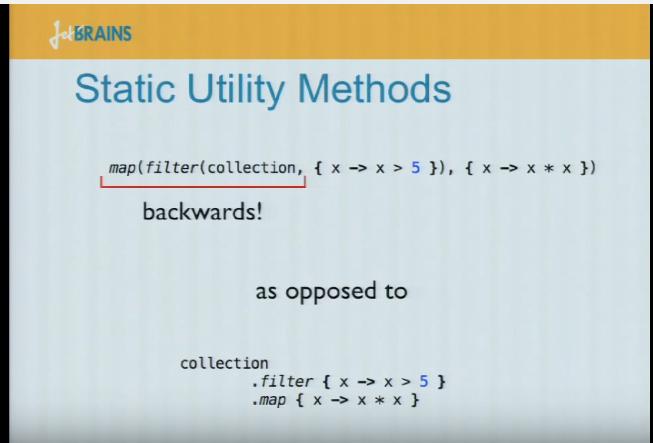 JetBRAINS
Static Utility Methods
map(filter(collection, { x -> x > 5 }), { x -> x * x })
backwards!
as opposed to
collection
.filter { x -> x > 5 }
.map { x -> x * x }